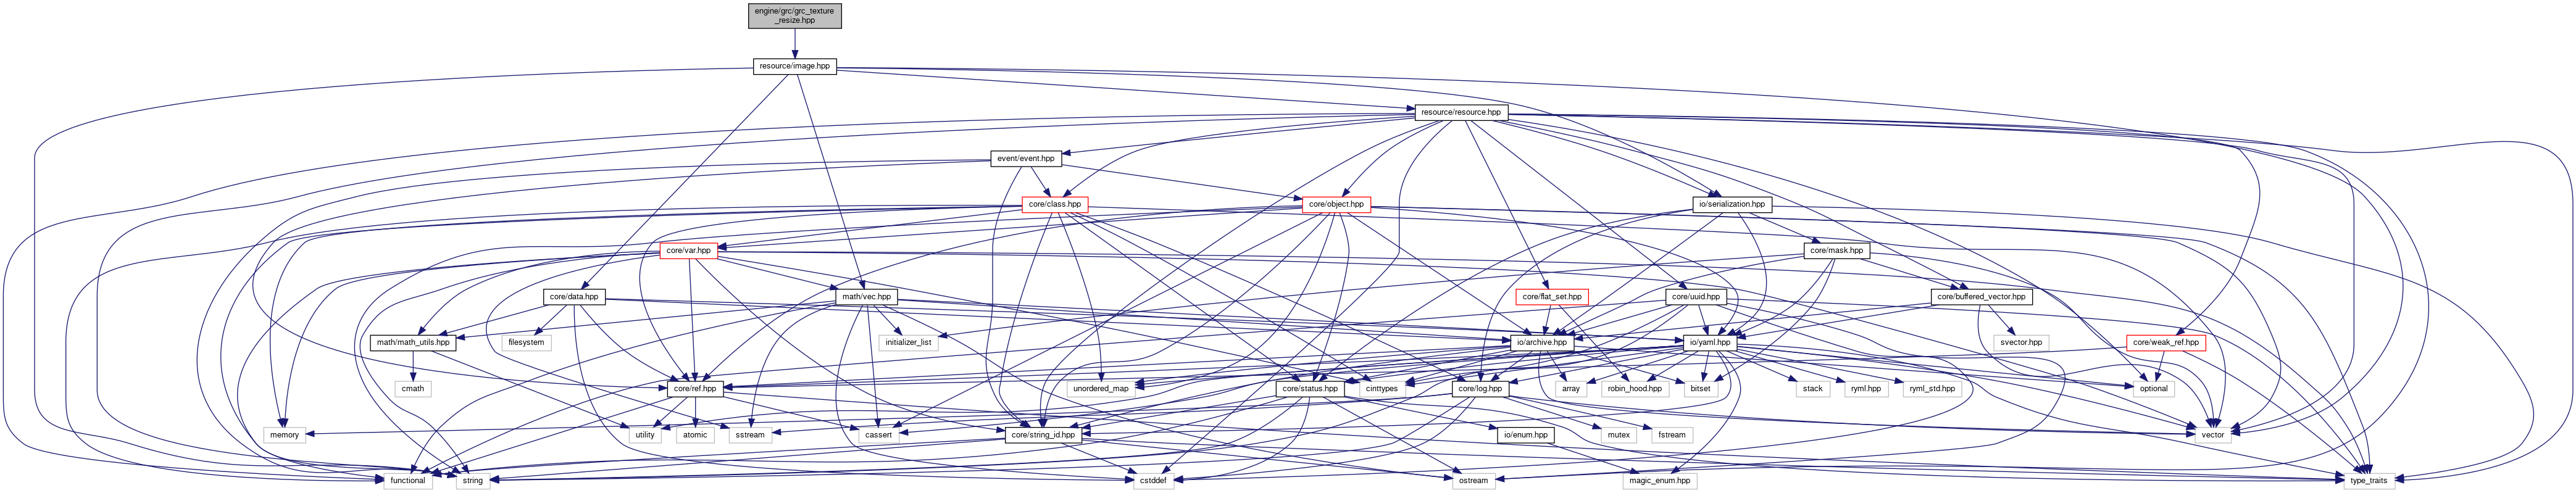 engine/grc/grc_texture
_resize.hpp
resource/image.hpp
resource/resource.hpp
event/event.hpp
core/class.hpp
core/object.hpp
io/serialization.hpp
core/var.hpp
core/mask.hpp
core/data.hpp
math/vec.hpp
core/flat_set.hpp
core/uuid.hpp
core/buffered_vector.hpp
math/math_utils.hpp
filesystem
initializer_list
io/archive.hpp
io/yaml.hpp
svector.hpp
core/weak_ref.hpp
cmath
core/ref.hpp
unordered_map
core/status.hpp
cinttypes
core/log.hpp
array
robin_hood.hpp
bitset
stack
ryml.hpp
ryml_std.hpp
optional
memory
utility
atomic
sstream
cassert
core/string_id.hpp
io/enum.hpp
mutex
fstream
vector
functional
string
cstddef
ostream
magic_enum.hpp
type_traits